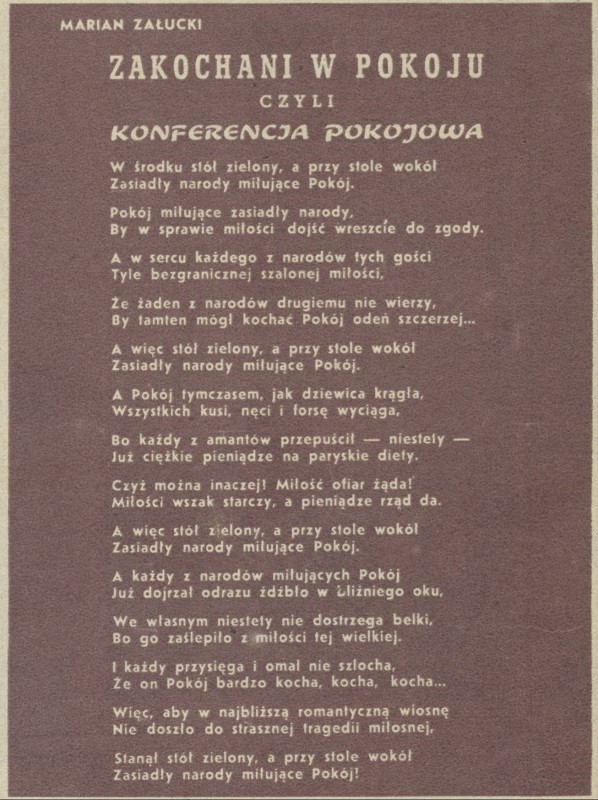 MARIAN ZAŁUCKI
ZAKOCHANI W POKOJU
CZYLI
KONFERENCJA POKOJOWA
W środku stół zielony, a przy stole wokół
Zasiadły narody miłujące Pokój.
Pokój miłujące zasiadły narody,
By w sprawie miłości dojść wreszcie do zgody.
A w sercu każdego z narodów tych gości
Tyle bezgranicznej szalonej miłości,
Że żaden z narodów drugiemu nie wierzy,
By tamten mógł kochać Pokój odeń szczerzej...
A więc stół zielony, a przy stole wokół
Zasiadły narody miłujące Pokój.
A Pokój tymczasem, jak dziewica krągła,
Wszystkich kusi, nęci i forsę wyciąga,
Bo każdy z amantów przepuścił — niestety —
Już ciężkie pieniądze na paryskie diety.
Czyż można inaczej! Miłość ofiar żąda!
Miłości wszak starczy, a pieniądze rząd da.
A więc stół zielony, a przy stole wokół
Zasiadły narody miłujące Pokój.
A każdy z narodów miłujących Pokój
Już dojrzał odrazu źdźbło w bliźniego oku,
We własnym niestety nie dostrzega belki,
Bo go zaślepiło z miłości tej wielkiej.
I każdy przysięga i omal nie szlocha,
Że on Pokój bardzo kocha, kocha, kocha...
Więc, aby w najbliższą romantyczną wiosnę
Nie doszło do strasznej tragedii miłosnej,
Stanął stół zielony, a przy stole wokół
Zasiadły narody miłujące Pokój!